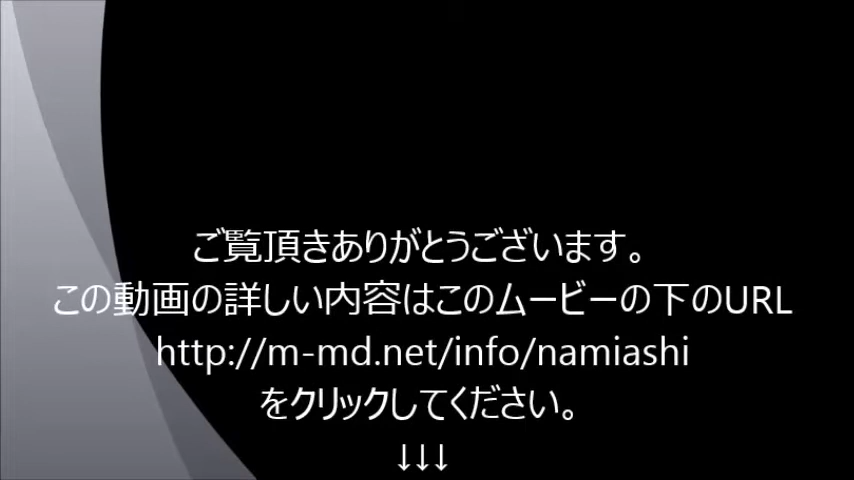 ご覧頂きありがとうございます。
この動画の詳しい内容はこのムービーの下のURL
http://m-md.net/info/namiashi
をクリックしてください。
↓↓↓